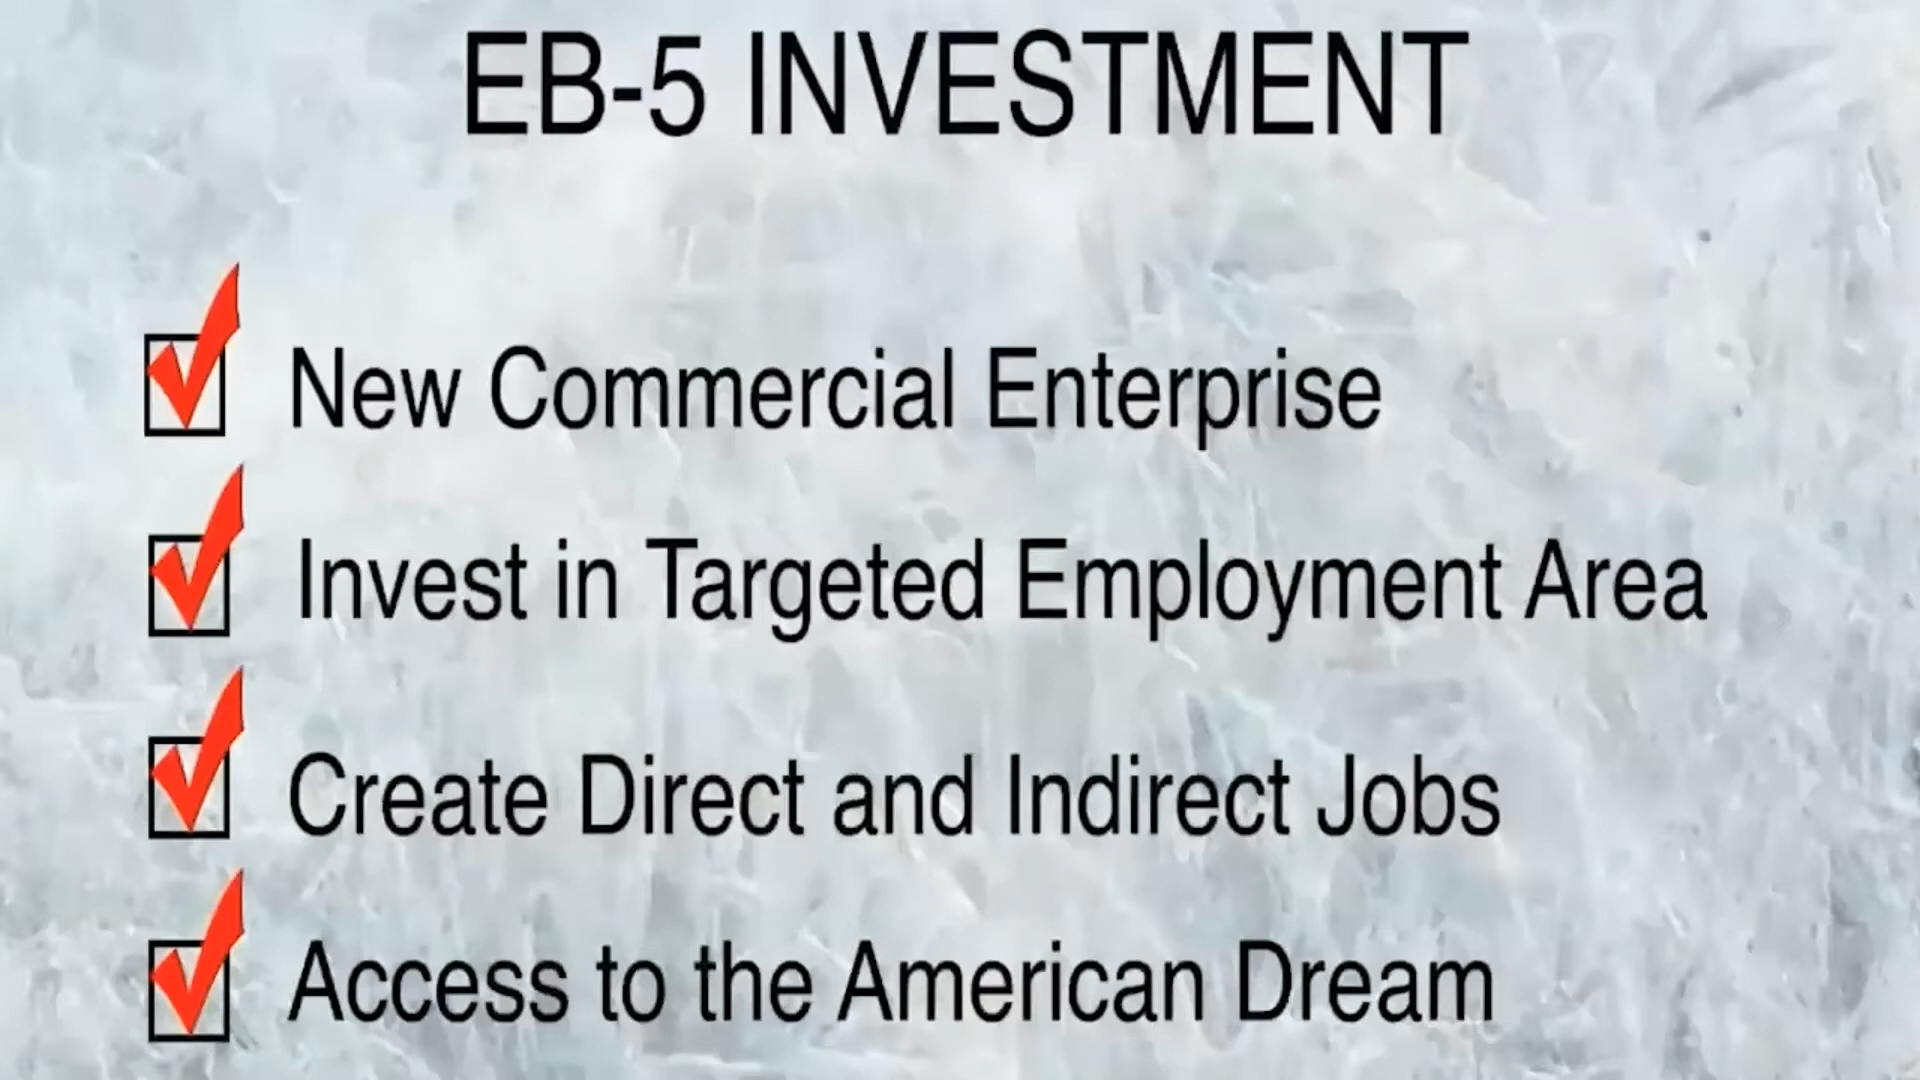 EB-5 INVESTMENT
New Commercial Enterprise
Invest in Targeted Employment Area
Create Direct and Indirect Jobs
Access to the American Dream